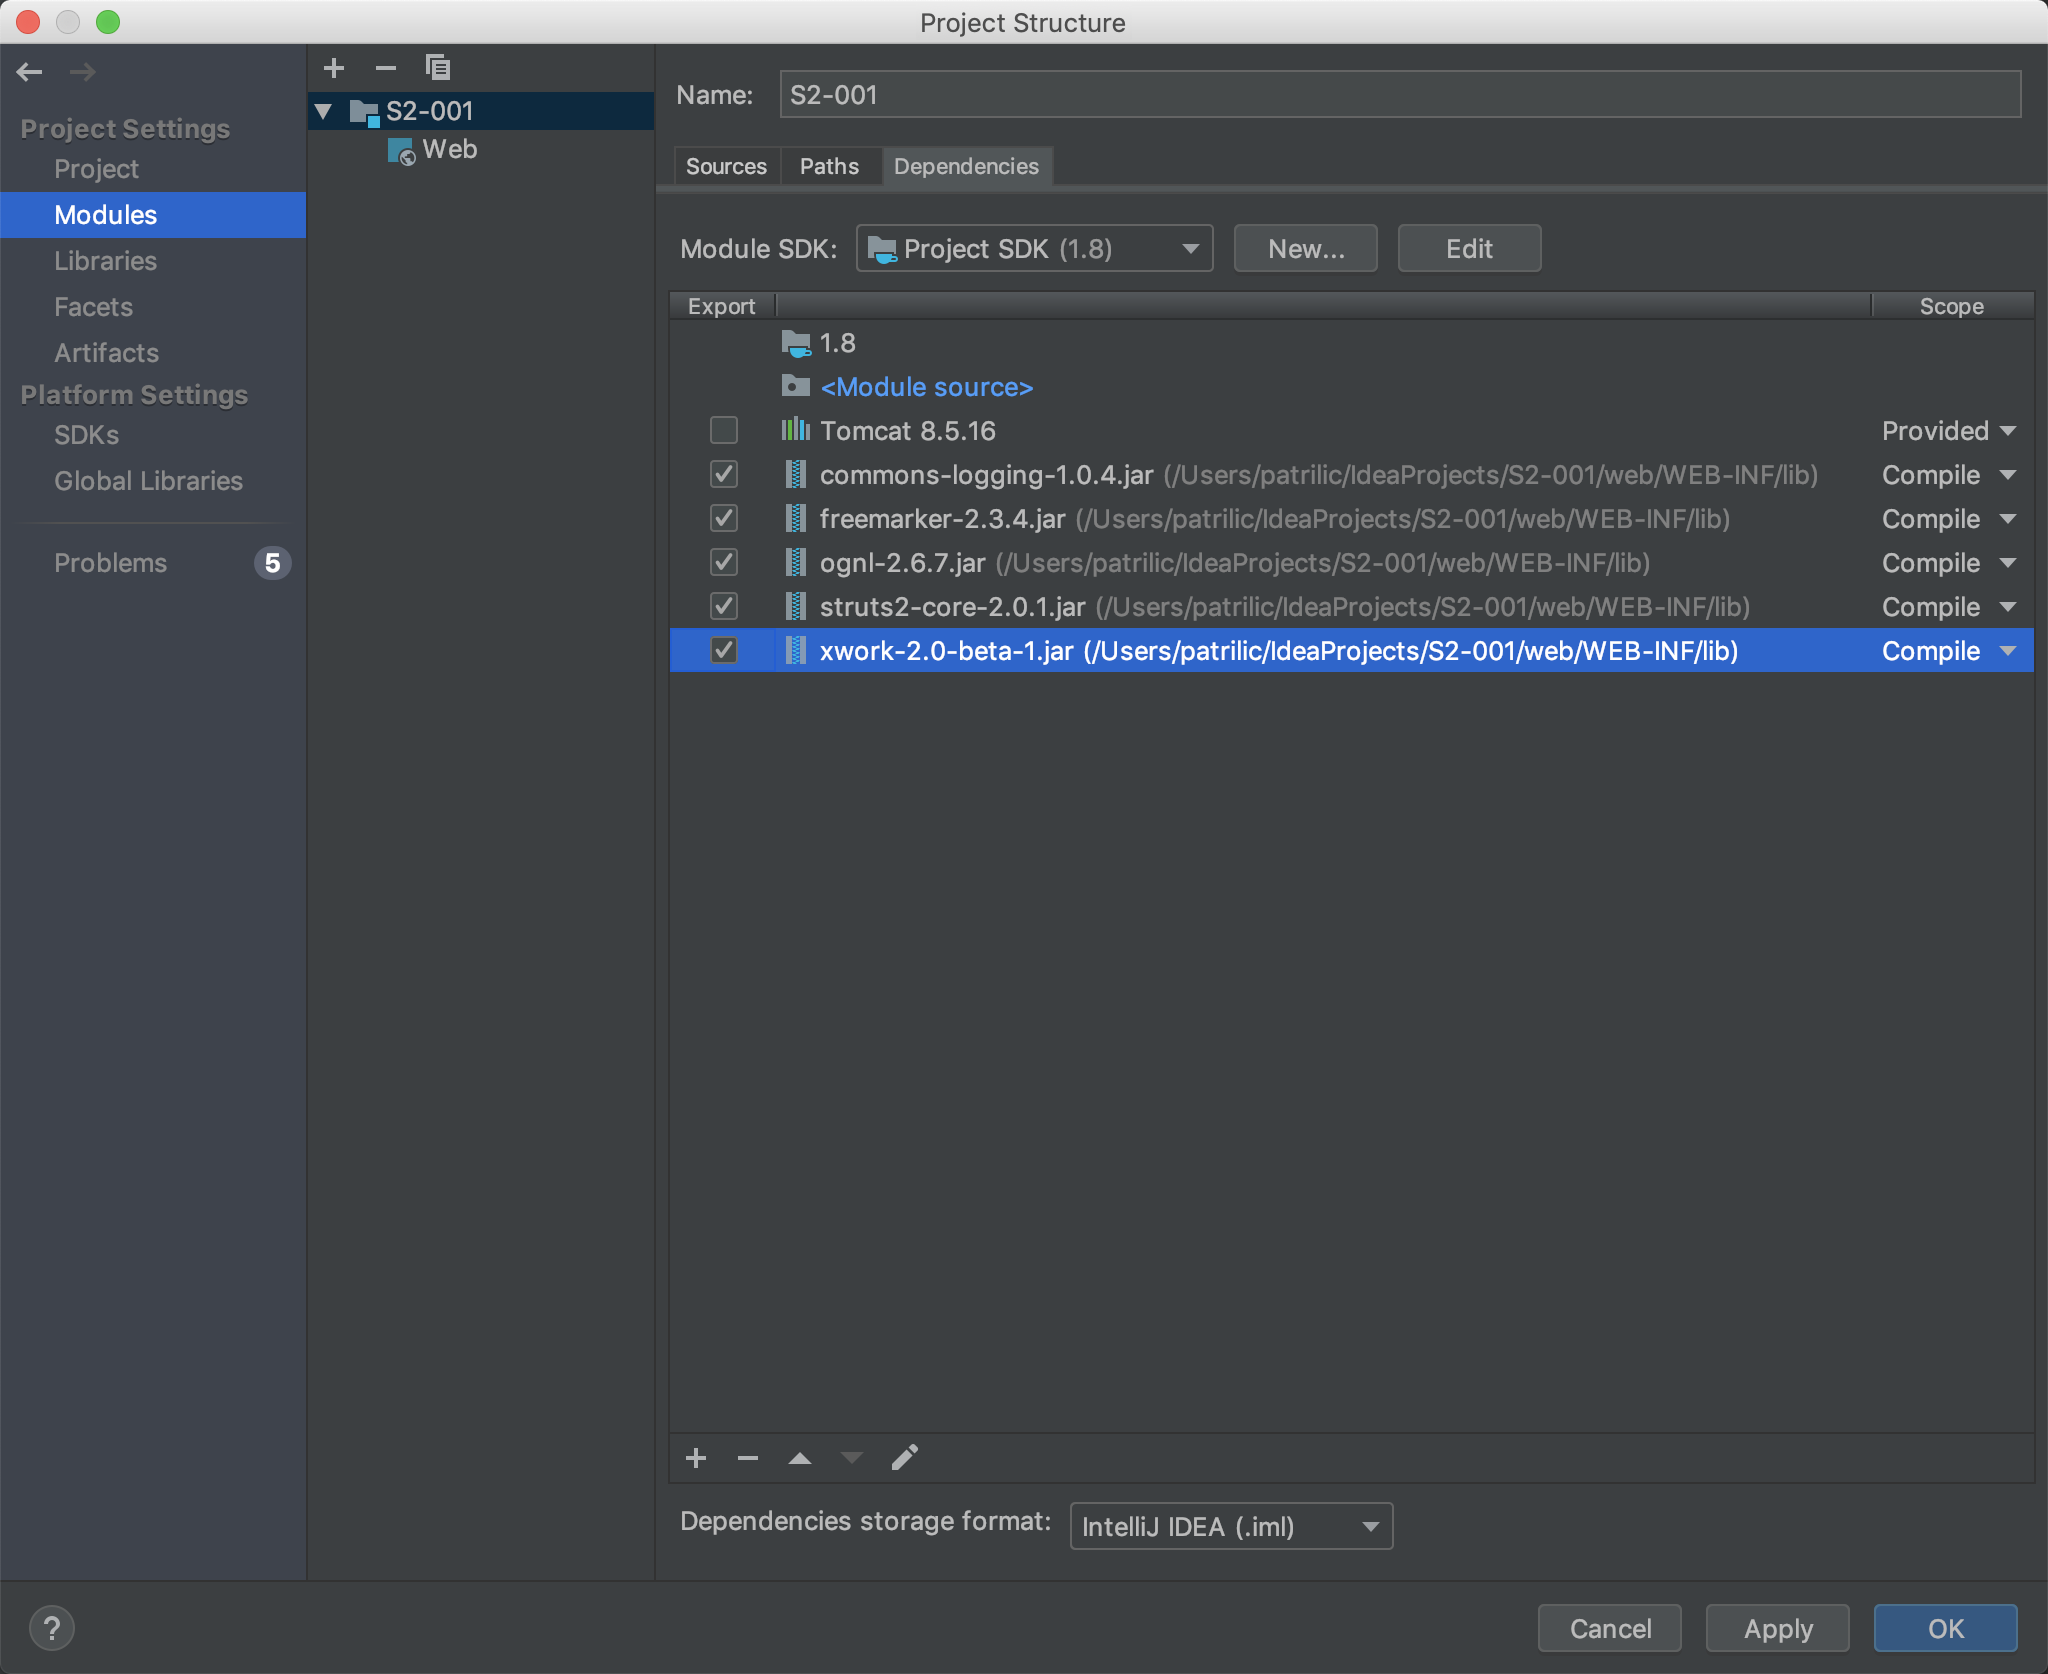 Project Structure
Project Settings
Project
Modules
Libraries
Facets
Artifacts
Platform Settings
SDKs
Global Libraries
Problems 5
S2-001
Web
Name: S2-001
Sources Paths Dependencies
Module SDK: Project SDK (1.8) New... Edit
Export Scope
1.8
<Module source>
Tomcat 8.5.16 Provided
commons-logging-1.0.4.jar (/Users/patrilic/IdeaProjects/S2-001/web/WEB-INF/lib) Compile
freemarker-2.3.4.jar (/Users/patrilic/IdeaProjects/S2-001/web/WEB-INF/lib) Compile
ognl-2.6.7.jar (/Users/patrilic/IdeaProjects/S2-001/web/WEB-INF/lib) Compile
struts2-core-2.0.1.jar (/Users/patrilic/IdeaProjects/S2-001/web/WEB-INF/lib) Compile
xwork-2.0-beta-1.jar (/Users/patrilic/IdeaProjects/S2-001/web/WEB-INF/lib) Compile
Dependencies storage format: IntelliJ IDEA (.iml)
? Cancel Apply OK